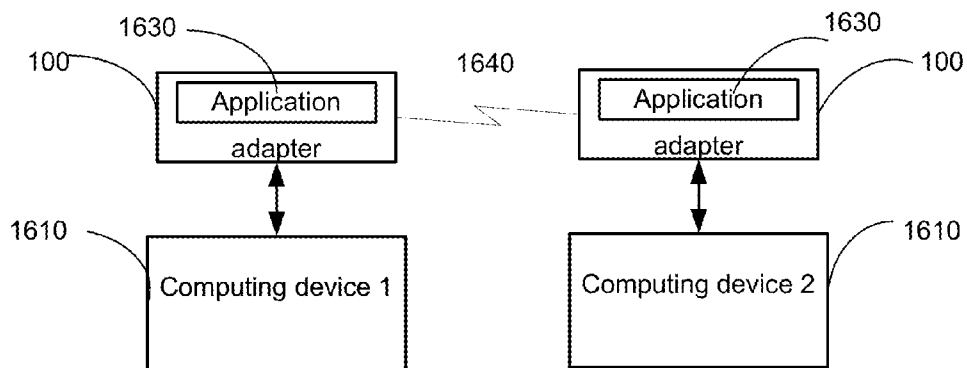 1630
1630
100
1640
100
Application
Application
adapter
adapter
1610
1610
Computing device 1
Computing device 2